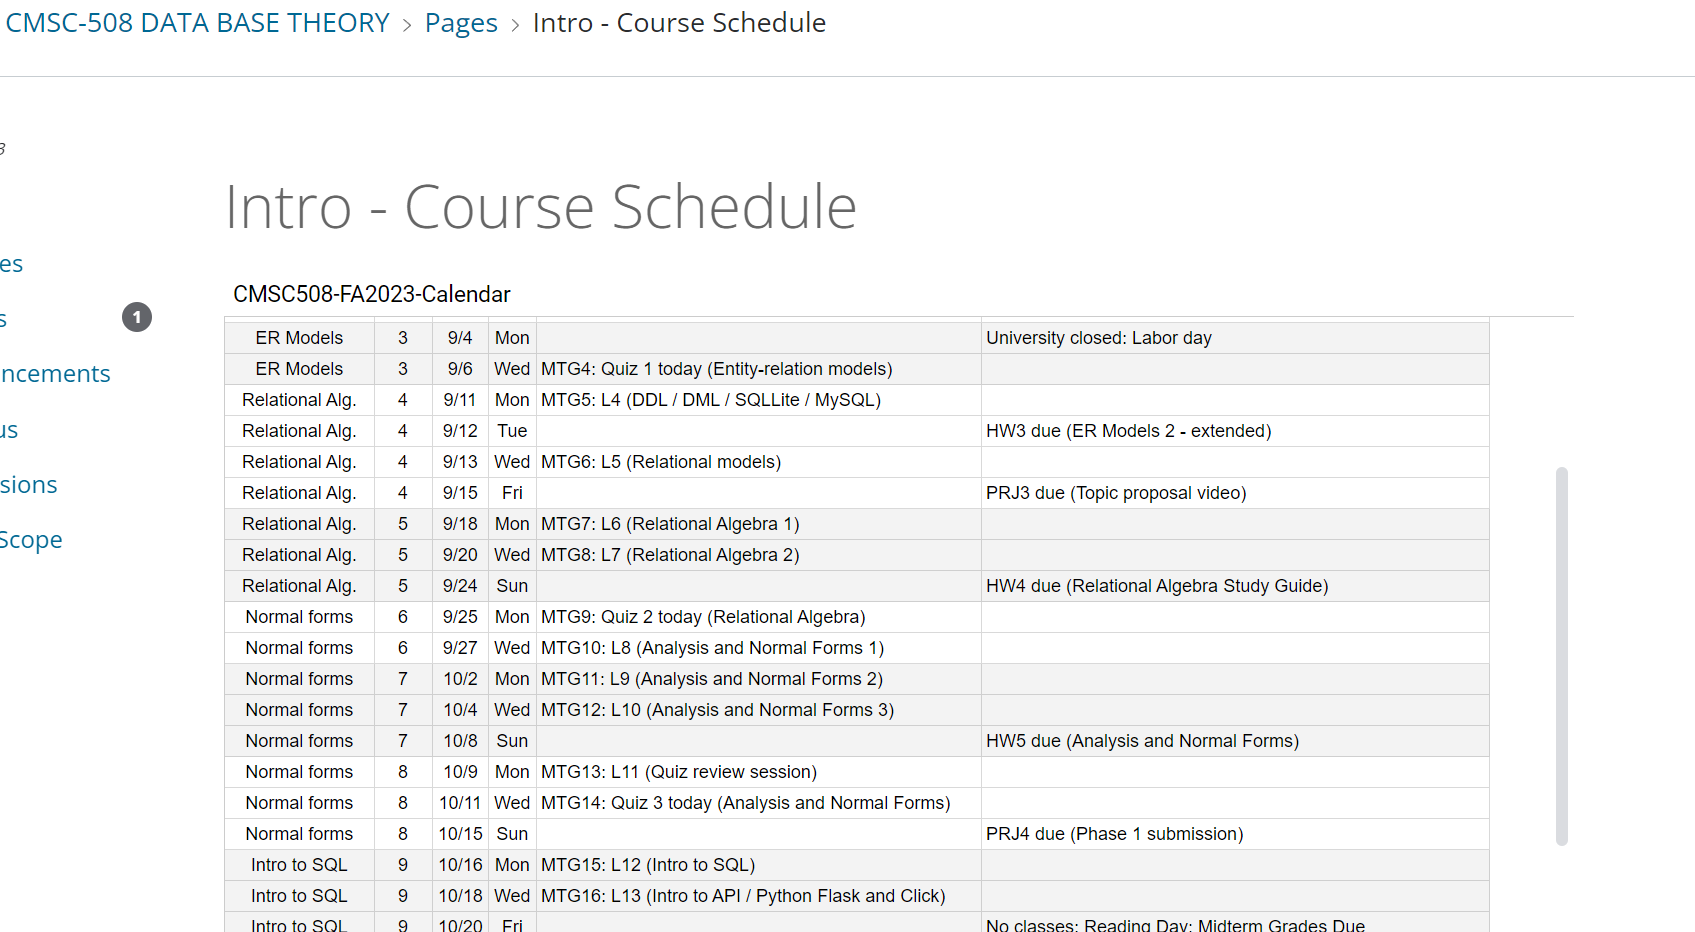 CMSC-508 DATA BASE THEORY > Pages > Intro - Course Schedule
3
Intro - Course Schedule
es
CMSC508-FA2023-Calendar
s 1
ER Models 3 9/4 Mon University closed: Labor day
ER Models 3 9/6 Wed MTG4: Quiz 1 today (Entity-relation models)
ncements
Relational Alg. 4 9/11 Mon MTG5: L4 (DDL / DML / SQLLite / MySQL)
us
Relational Alg. 4 9/12 Tue HW3 due (ER Models 2 - extended)
Relational Alg. 4 9/13 Wed MTG6: L5 (Relational models)
sions
Relational Alg. 4 9/15 Fri PRJ3 due (Topic proposal video)
Relational Alg. 5 9/18 Mon MTG7: L6 (Relational Algebra 1)
Scope
Relational Alg. 5 9/20 Wed MTG8: L7 (Relational Algebra 2)
Relational Alg. 5 9/24 Sun HW4 due (Relational Algebra Study Guide)
Normal forms 6 9/25 Mon MTG9: Quiz 2 today (Relational Algebra)
Normal forms 6 9/27 Wed MTG10: L8 (Analysis and Normal Forms 1)
Normal forms 7 10/2 Mon MTG11: L9 (Analysis and Normal Forms 2)
Normal forms 7 10/4 Wed MTG12: L10 (Analysis and Normal Forms 3)
Normal forms 7 10/8 Sun HW5 due (Analysis and Normal Forms)
Normal forms 8 10/9 Mon MTG13: L11 (Quiz review session)
Normal forms 8 10/11 Wed MTG14: Quiz 3 today (Analysis and Normal Forms)
Normal forms 8 10/15 Sun PRJ4 due (Phase 1 submission)
Intro to SQL 9 10/16 Mon MTG15: L12 (Intro to SQL)
Intro to SQL 9 10/18 Wed MTG16: L13 (Intro to API / Python Flask and Click)
Intro to SQL 9 10/20 Fri No classes: Reading Day; Midterm Grades Due